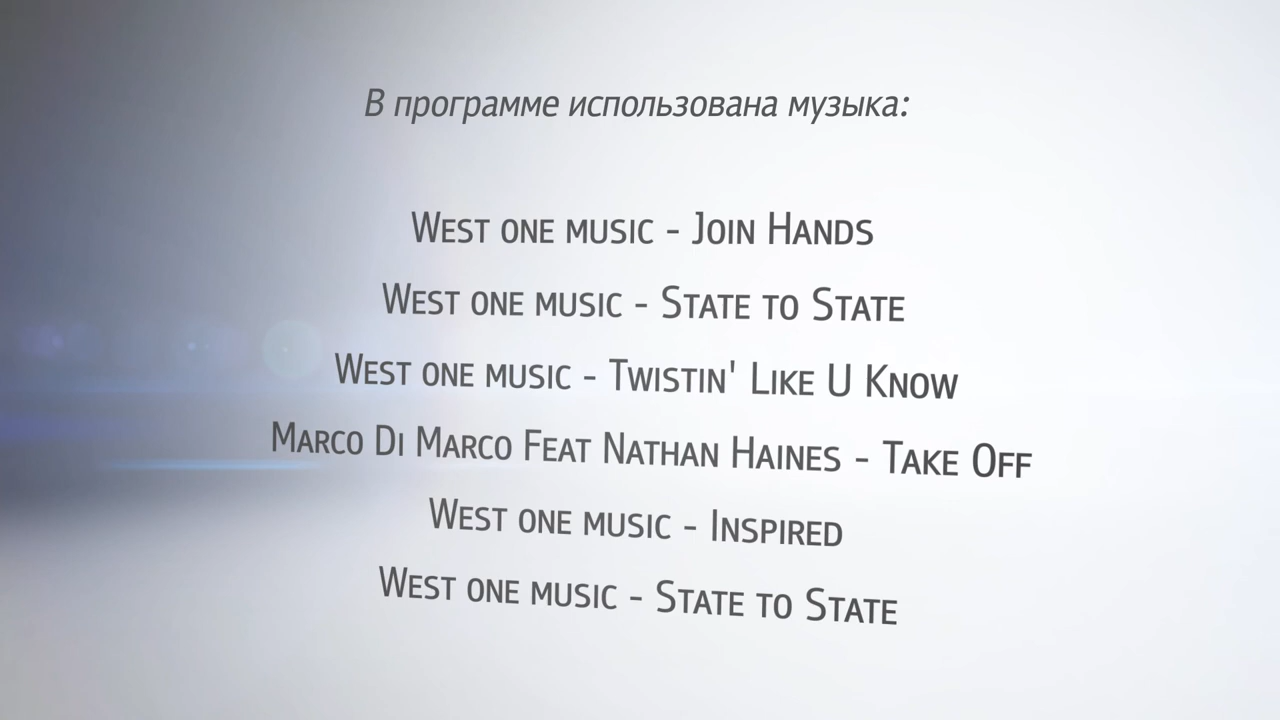 В программе использована музыка:
West one music - Join Hands
West one music - State to State
West one music - Twistin' Like U Know
Marco Di Marco Feat Nathan Haines - Take Off
West one music - Inspired
West one music - State to State